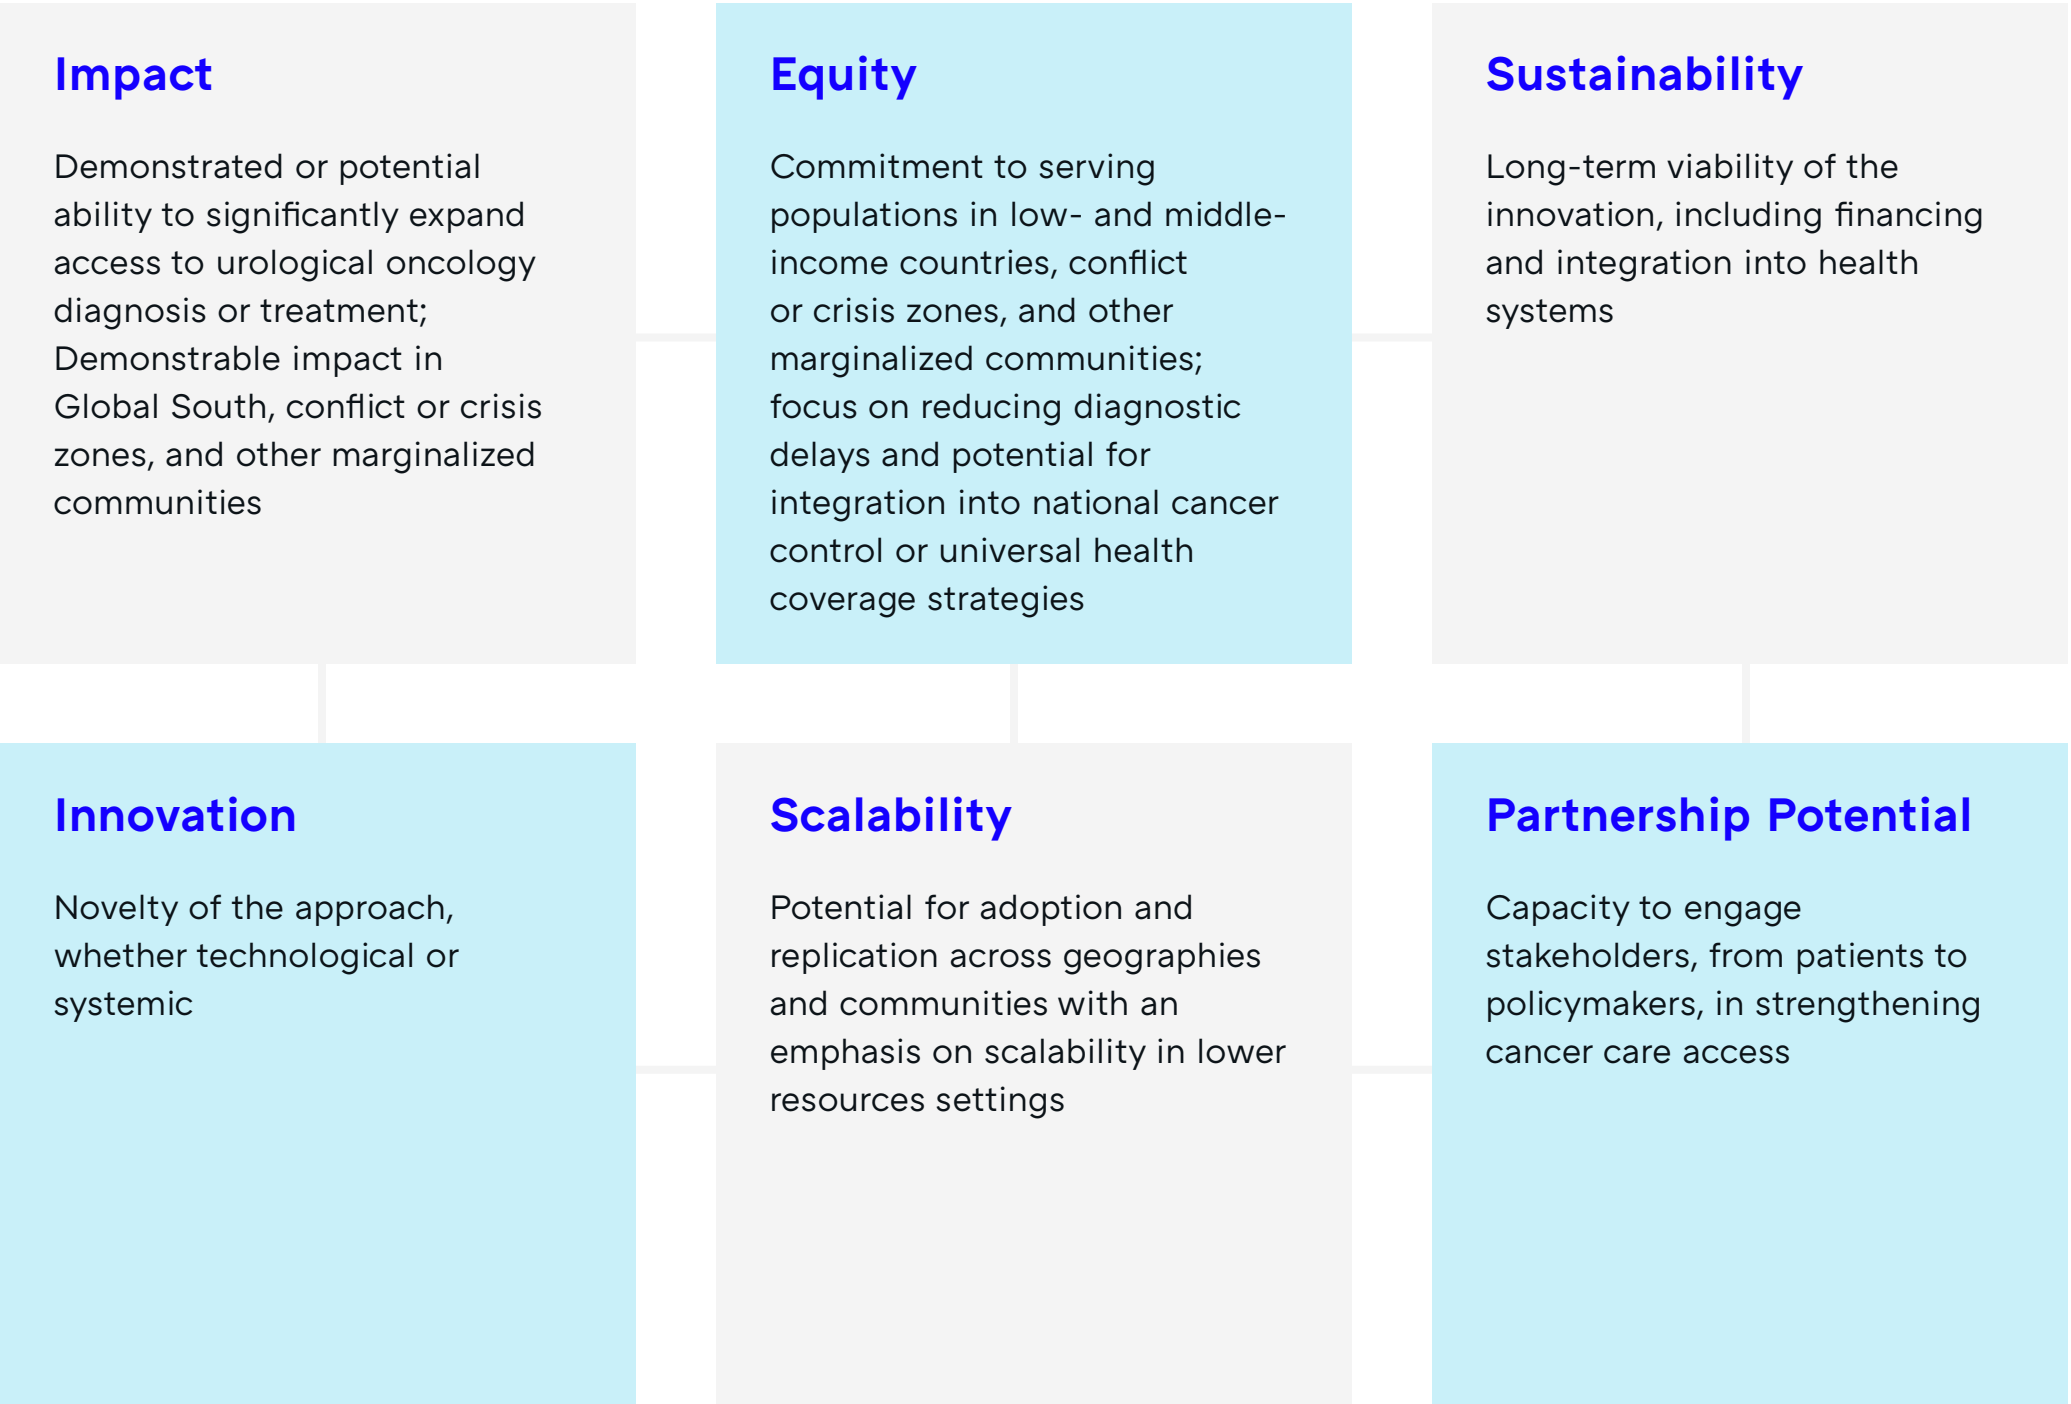 Impact
Demonstrated or potential
ability to significantly expand
access to urological oncology
diagnosis or treatment;
Demonstrable impact in
Global South, conflict or crisis
zones, and other marginalized
communities
Equity
Commitment to serving
populations in low- and middle-
income countries, conflict
or crisis zones, and other
marginalized communities;
focus on reducing diagnostic
delays and potential for
integration into national cancer
control or universal health
coverage strategies
Sustainability
Long-term viability of the
innovation, including financing
and integration into health
systems
Innovation
Novelty of the approach,
whether technological or
systemic
Scalability
Potential for adoption and
replication across geographies
and communities with an
emphasis on scalability in lower
resources settings
Partnership Potential
Capacity to engage
stakeholders, from patients to
policymakers, in strengthening
cancer care access